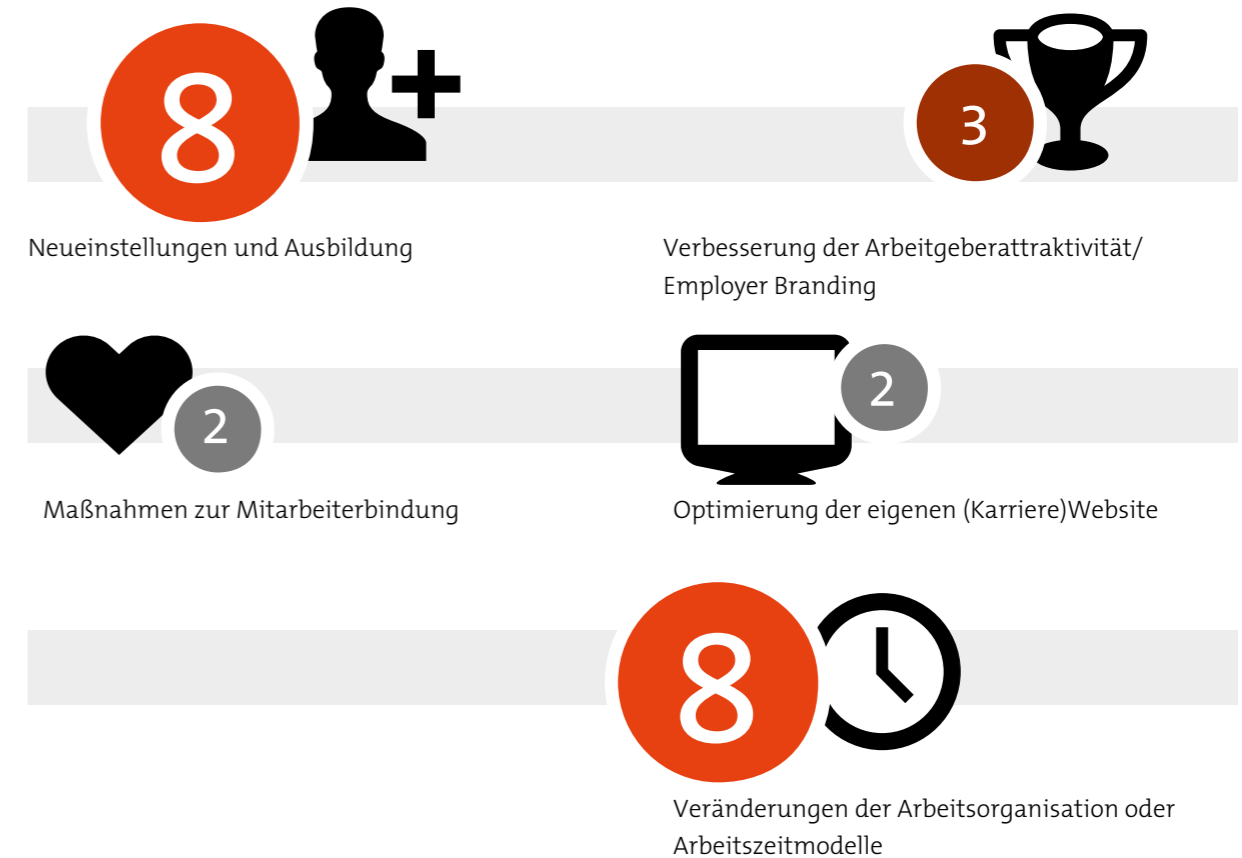 8
3
Neueinstellungen und Ausbildung
Verbesserung der Arbeitgeberattraktivität/
Employer Branding
2
2
Maßnahmen zur Mitarbeiterbindung
Optimierung der eigenen (Karriere)Website
8
Veränderungen der Arbeitsorganisation oder
Arbeitszeitmodelle